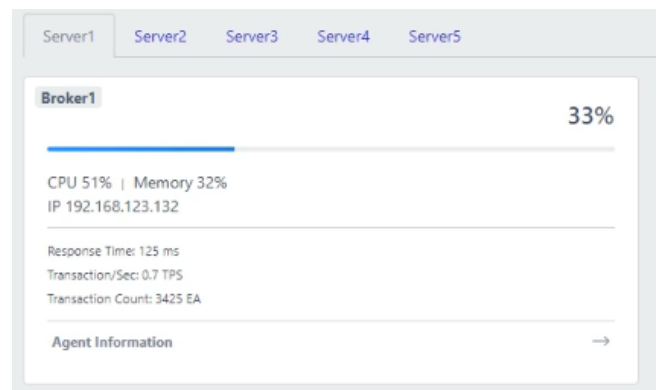 Server1 Server2 Server3 Server4 Server5
Broker1
33%
CPU 51% | Memory 32%
IP 192.168.123.132
Response Time: 125 ms
Transaction/Sec: 0.7 TPS
Transaction Count: 3425 EA
Agent Information →